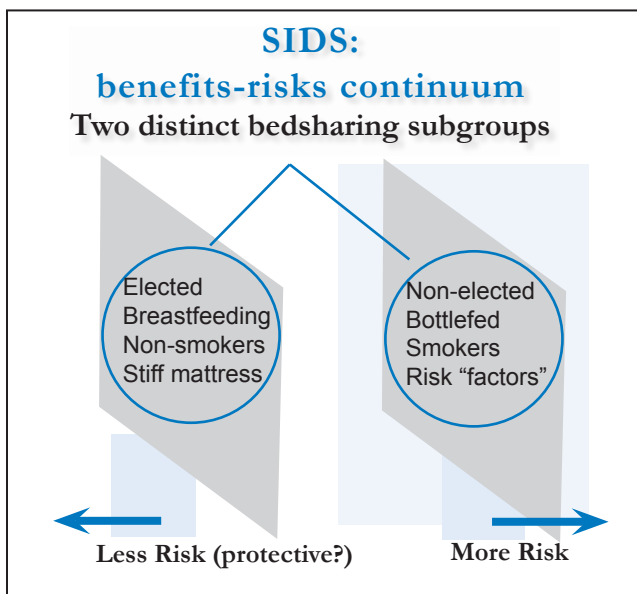 SIDS:
benefits-risks continuum
Two distinct bedsharing subgroups
Elected
Breastfeeding
Non-smokers
Stiff mattress
Non-elected
Bottlefed
Smokers
Risk “factors”
Less Risk (protective?)
More Risk